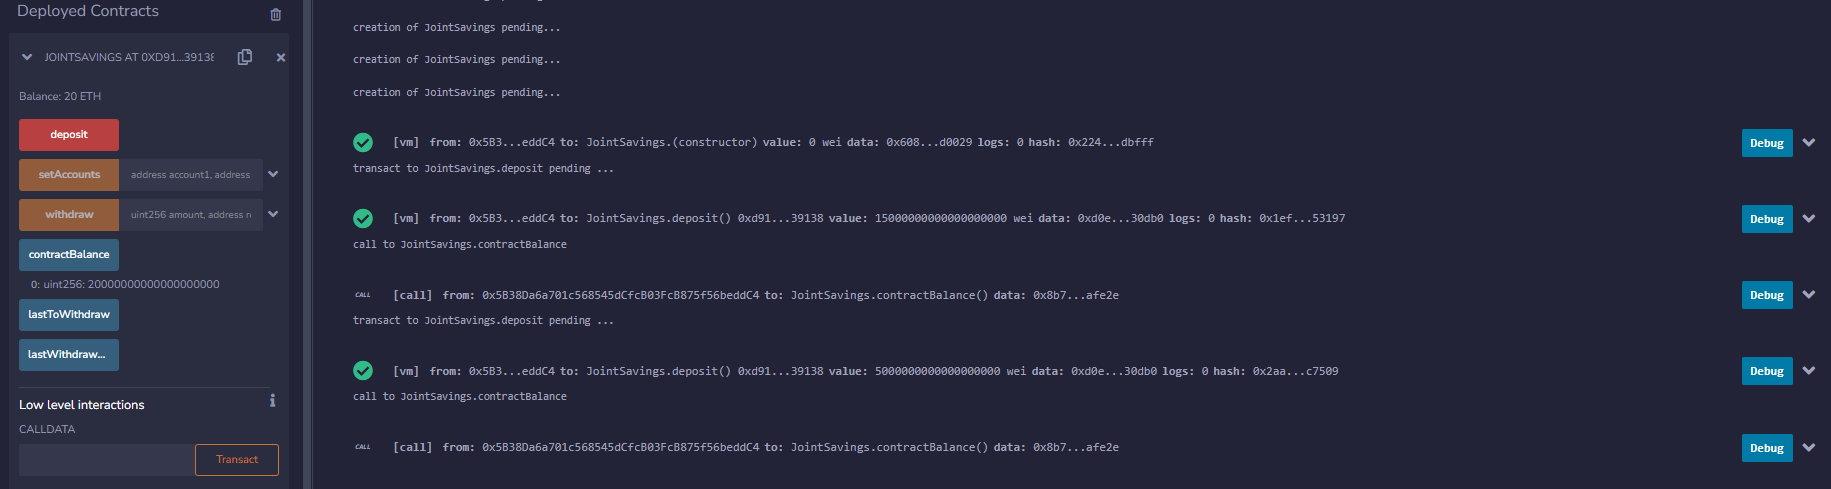 Deployed Contracts
JOINTSAVINGS AT 0XD91...39138
Balance: 20 ETH
deposit
setAccounts address account1, address
withdraw uint256 amount, address r
contractBalance
0: uint256: 20000000000000000000
lastToWithdraw
lastWithdraw...
Low level interactions
CALLDATA
Transact
creation of JointSavings pending...
creation of JointSavings pending...
creation of JointSavings pending...
[vm] from: 0x5B3...eddC4 to: JointSavings.(constructor) value: 0 wei data: 0x608...d0029 logs: 0 hash: 0x224...dbfff Debug
transact to JointSavings.deposit pending ...
[vm] from: 0x5B3...eddC4 to: JointSavings.deposit() 0xd91...39138 value: 15000000000000000000 wei data: 0xd0e...30db0 logs: 0 hash: 0x1ef...53197 Debug
call to JointSavings.contractBalance
CALL [call] from: 0x5B38Da6a701c568545dCfcB03FcB875f56beddC4 to: JointSavings.contractBalance() data: 0x8b7...afe2e Debug
transact to JointSavings.deposit pending ...
[vm] from: 0x5B3...eddC4 to: JointSavings.deposit() 0xd91...39138 value: 5000000000000000000 wei data: 0xd0e...30db0 logs: 0 hash: 0x2aa...c7509 Debug
call to JointSavings.contractBalance
CALL [call] from: 0x5B38Da6a701c568545dCfcB03FcB875f56beddC4 to: JointSavings.contractBalance() data: 0x8b7...afe2e Debug